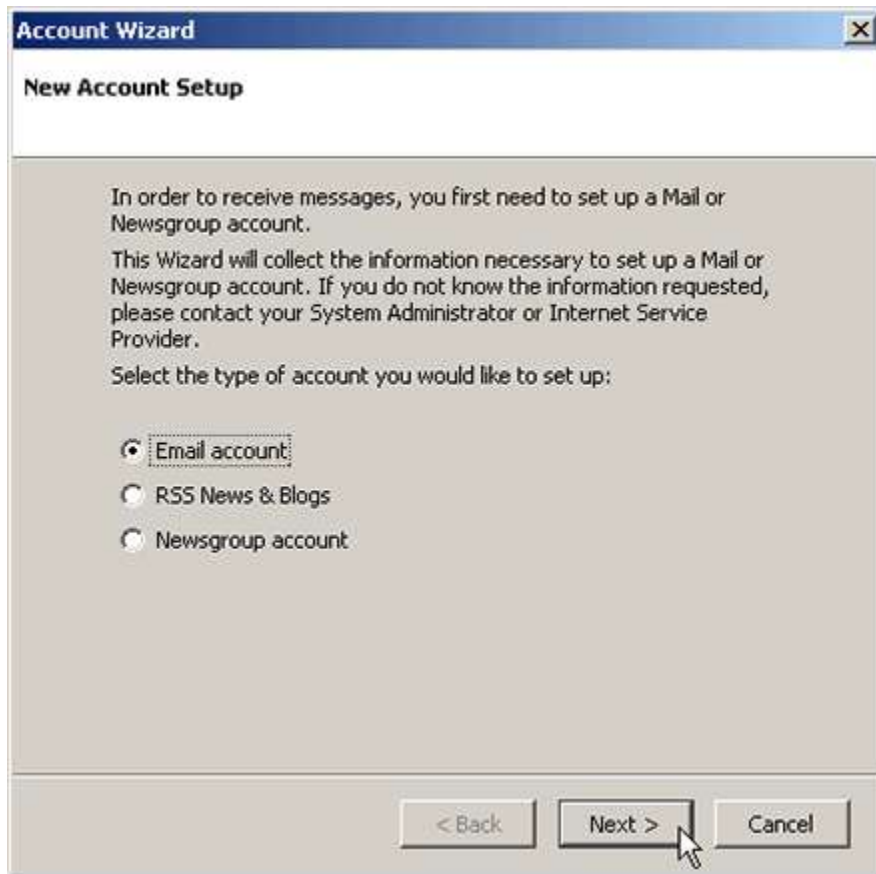 Account Wizard
New Account Setup
In order to receive messages, you first need to set up a Mail or
Newsgroup account.
This Wizard will collect the information necessary to set up a Mail or
Newsgroup account. If you do not know the information requested,
please contact your System Administrator or Internet Service
Provider.
Select the type of account you would like to set up:
Email account
RSS News & Blogs
Newsgroup account
< Back Next > Cancel